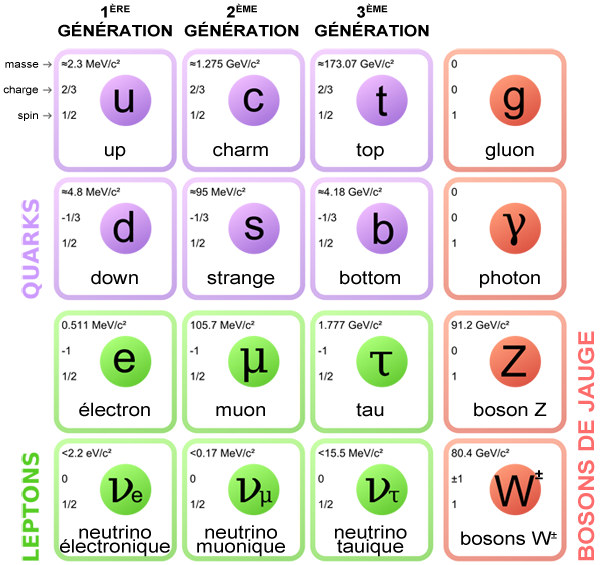 1ÈRE GÉNÉRATION
2ÈME GÉNÉRATION
3ÈME GÉNÉRATION
masse →
charge →
spin →
QUARKS
≈2.3 MeV/c²
2/3
1/2
u
up
≈1.275 GeV/c²
2/3
1/2
c
charm
≈173.07 GeV/c²
2/3
1/2
t
top
0
0
1
g
gluon
≈4.8 MeV/c²
-1/3
1/2
d
down
≈95 MeV/c²
-1/3
1/2
s
strange
≈4.18 GeV/c²
-1/3
1/2
b
bottom
0
0
1
γ
photon
LEPTONS
0.511 MeV/c²
-1
1/2
e
électron
105.7 MeV/c²
-1
1/2
μ
muon
1.777 GeV/c²
-1
1/2
τ
tau
91.2 GeV/c²
0
1
Z
boson Z
<2.2 eV/c²
0
1/2
νe
neutrino
électronique
<0.17 MeV/c²
0
1/2
νμ
neutrino
muonique
<15.5 MeV/c²
0
1/2
ντ
neutrino
tauique
80.4 GeV/c²
±1
1
W±
bosons W±
BOSONS DE JAUGE